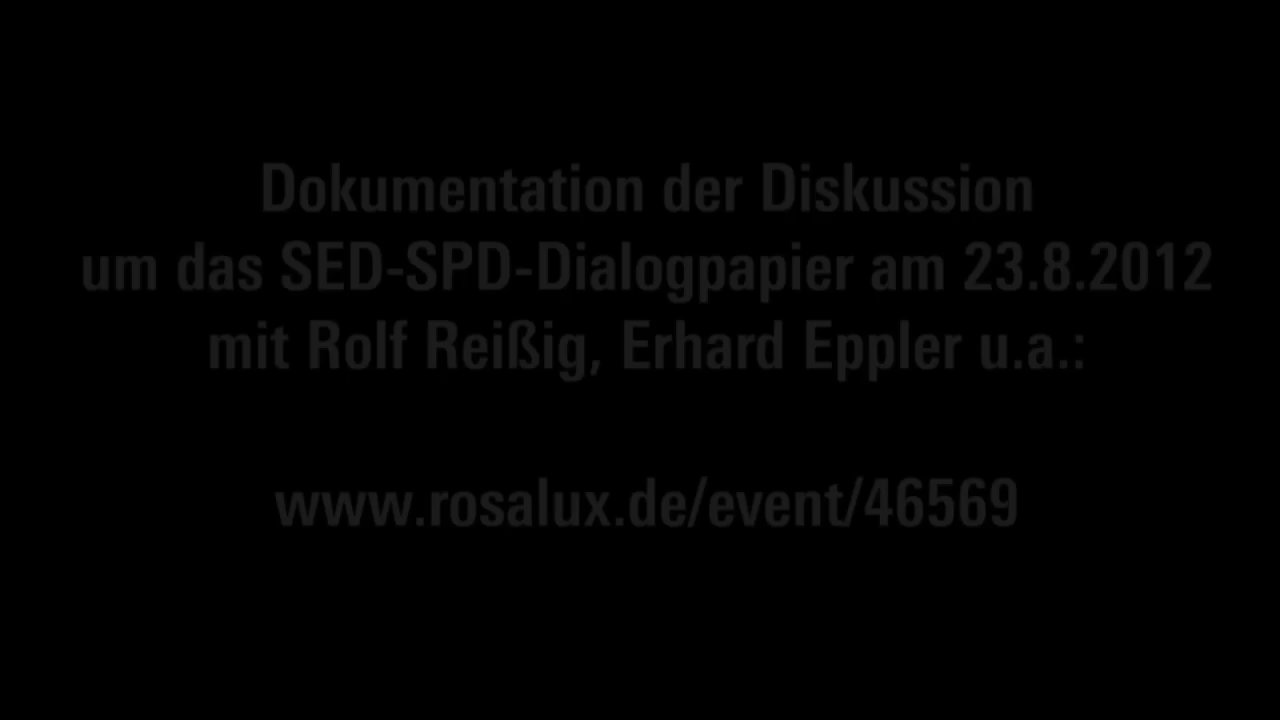 Dokumentation der Diskussion
um das SED-SPD-Dialogpapier am 23.8.2012
mit Rolf Reißig, Erhard Eppler u.a.:
www.rosalux.de/event/46569